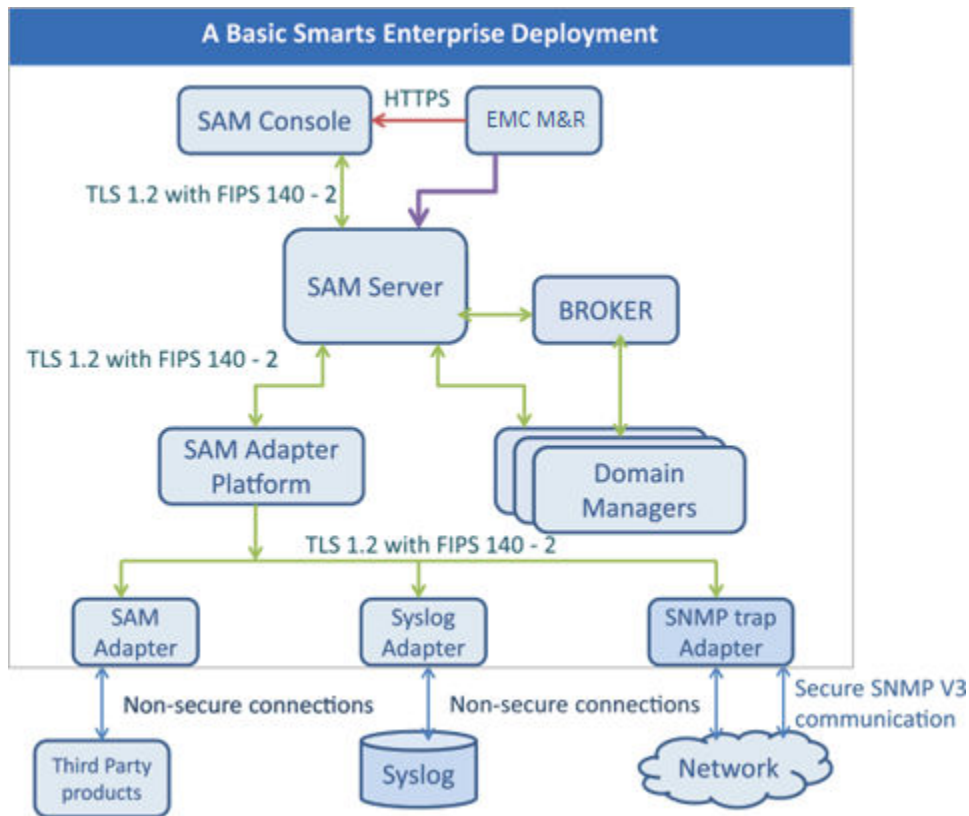 A Basic Smarts Enterprise Deployment
HTTPS
SAM Console
EMC M&R
TLS 1.2 with FIPS 140 - 2
SAM Server
BROKER
TLS 1.2 with FIPS 140 - 2
SAM Adapter
Platform
Domain
Managers
TLS 1.2 with FIPS 140 - 2
SAM
Adapter
Syslog
Adapter
SNMP trap
Adapter
Non-secure connections
Non-secure connections
Secure SNMP V3
communication
Third Party
products
Syslog
Network